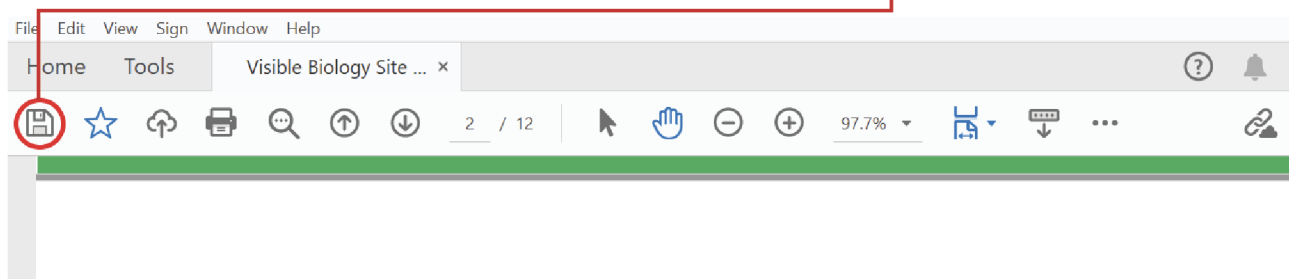 File Edit View Sign Window Help
Home Tools Visible Biology Site ... ×
2 / 12 97.7%